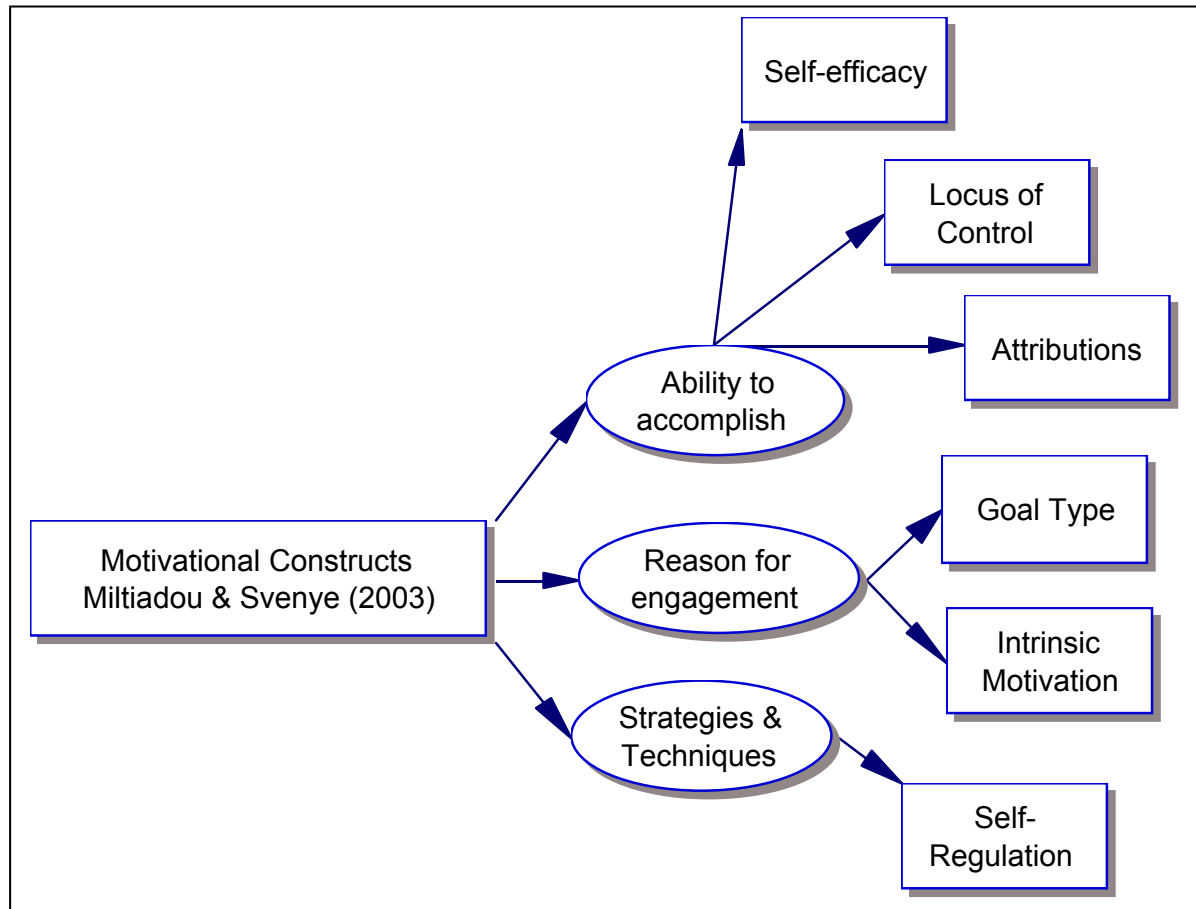 Self-efficacy
Locus of
Control
Attributions
Ability to
accomplish
Goal Type
Motivational Constructs
Miltiadou & Svenye (2003)
Reason for
engagement
Intrinsic
Motivation
Strategies &
Techniques
Self-
Regulation